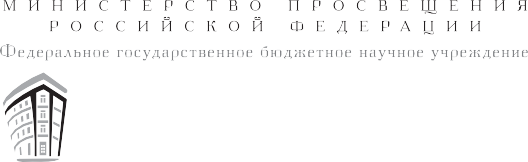 МИНИСТЕРСТВО ПРОСВЕЩЕНИЯ
РОССИЙСКОЙ ФЕДЕРАЦИИ
Федеральное государственное бюджетное научное учреждение